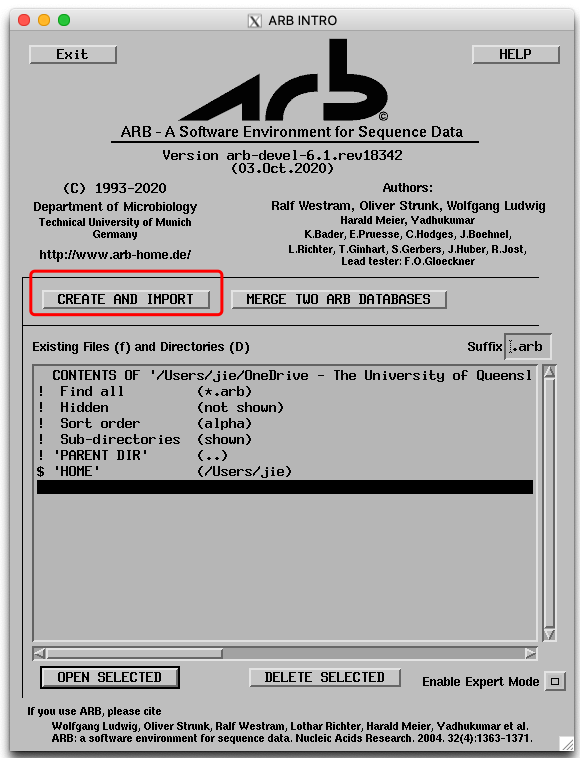 ARB INTRO
Exit
HELP
arb
©
ARB - A Software Environment for Sequence Data
Version arb-devel-6.1.rev18342
(03.Oct.2020)
(C) 1993-2020
Department of Microbiology
Technical University of Munich
Germany
http://www.arb-home.de/
Authors:
Ralf Westram, Oliver Strunk, Wolfgang Ludwig
Harald Meier, Yadhukumar
K.Bader, E.Pruesse, C.Hodges, J.Boehnel,
L.Richter, T.Ginhart, S.Gerbers, J.Huber, R.Jost,
Lead tester: F.O.Gloeckner
CREATE AND IMPORT
MERGE TWO ARB DATABASES
Existing Files (f) and Directories (D)
Suffix .arb
CONTENTS OF '/Users/jie/OneDrive - The University of Queensl
! Find all (*.arb)
! Hidden (not shown)
! Sort order (alpha)
! Sub-directories (shown)
! 'PARENT DIR' (..)
$ 'HOME' (/Users/jie)
OPEN SELECTED
DELETE SELECTED
Enable Expert Mode
If you use ARB, please cite
Wolfgang Ludwig, Oliver Strunk, Ralf Westram, Lothar Richter, Harald Meier, Yadhukumar et al.
ARB: a software environment for sequence data. Nucleic Acids Research. 2004. 32(4):1363-1371.